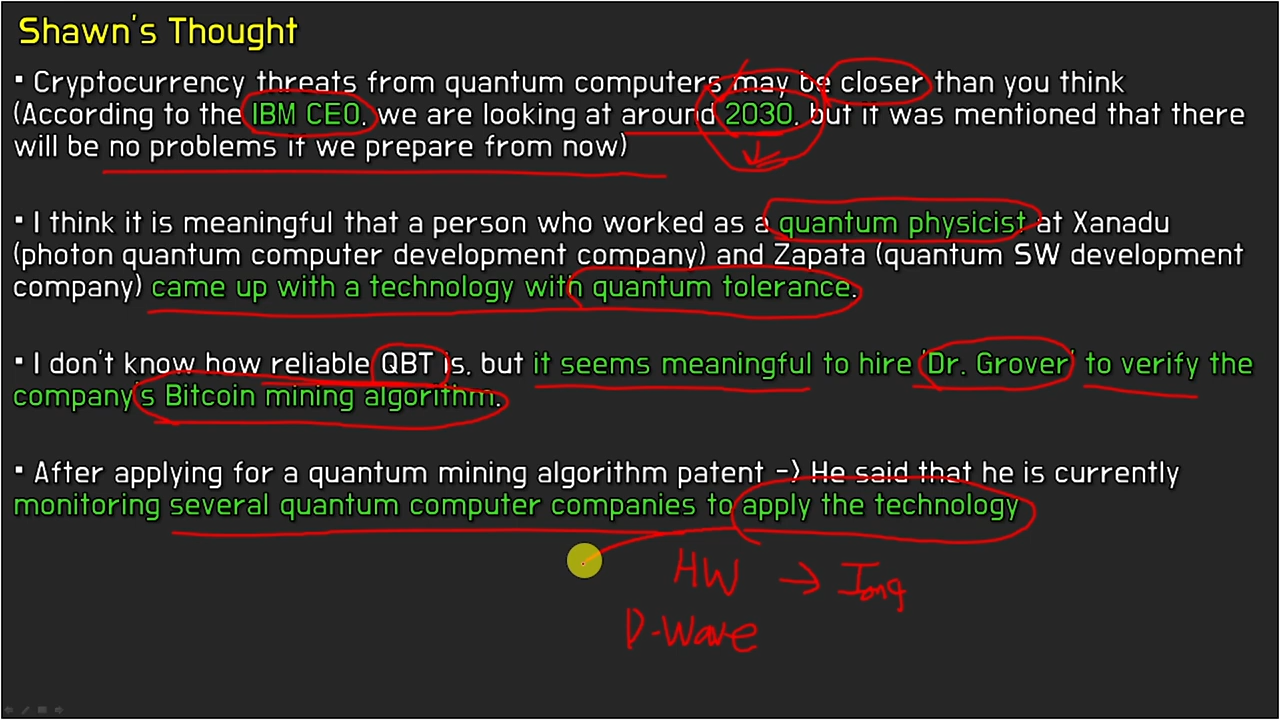 Shawn's Thought
▪ Cryptocurrency threats from quantum computers may be closer than you think
(According to the IBM CEO, we are looking at around 2030, but it was mentioned that there
will be no problems if we prepare from now)
▪ I think it is meaningful that a person who worked as a quantum physicist at Xanadu
(photon quantum computer development company) and Zapata (quantum SW development
company) came up with a technology with quantum tolerance.
▪ I don't know how reliable QBT is, but it seems meaningful to hire 'Dr. Grover' to verify the
company's Bitcoin mining algorithm.
▪ After applying for a quantum mining algorithm patent -> He said that he is currently
monitoring several quantum computer companies to apply the technology
HW → Ionq
D-Wave